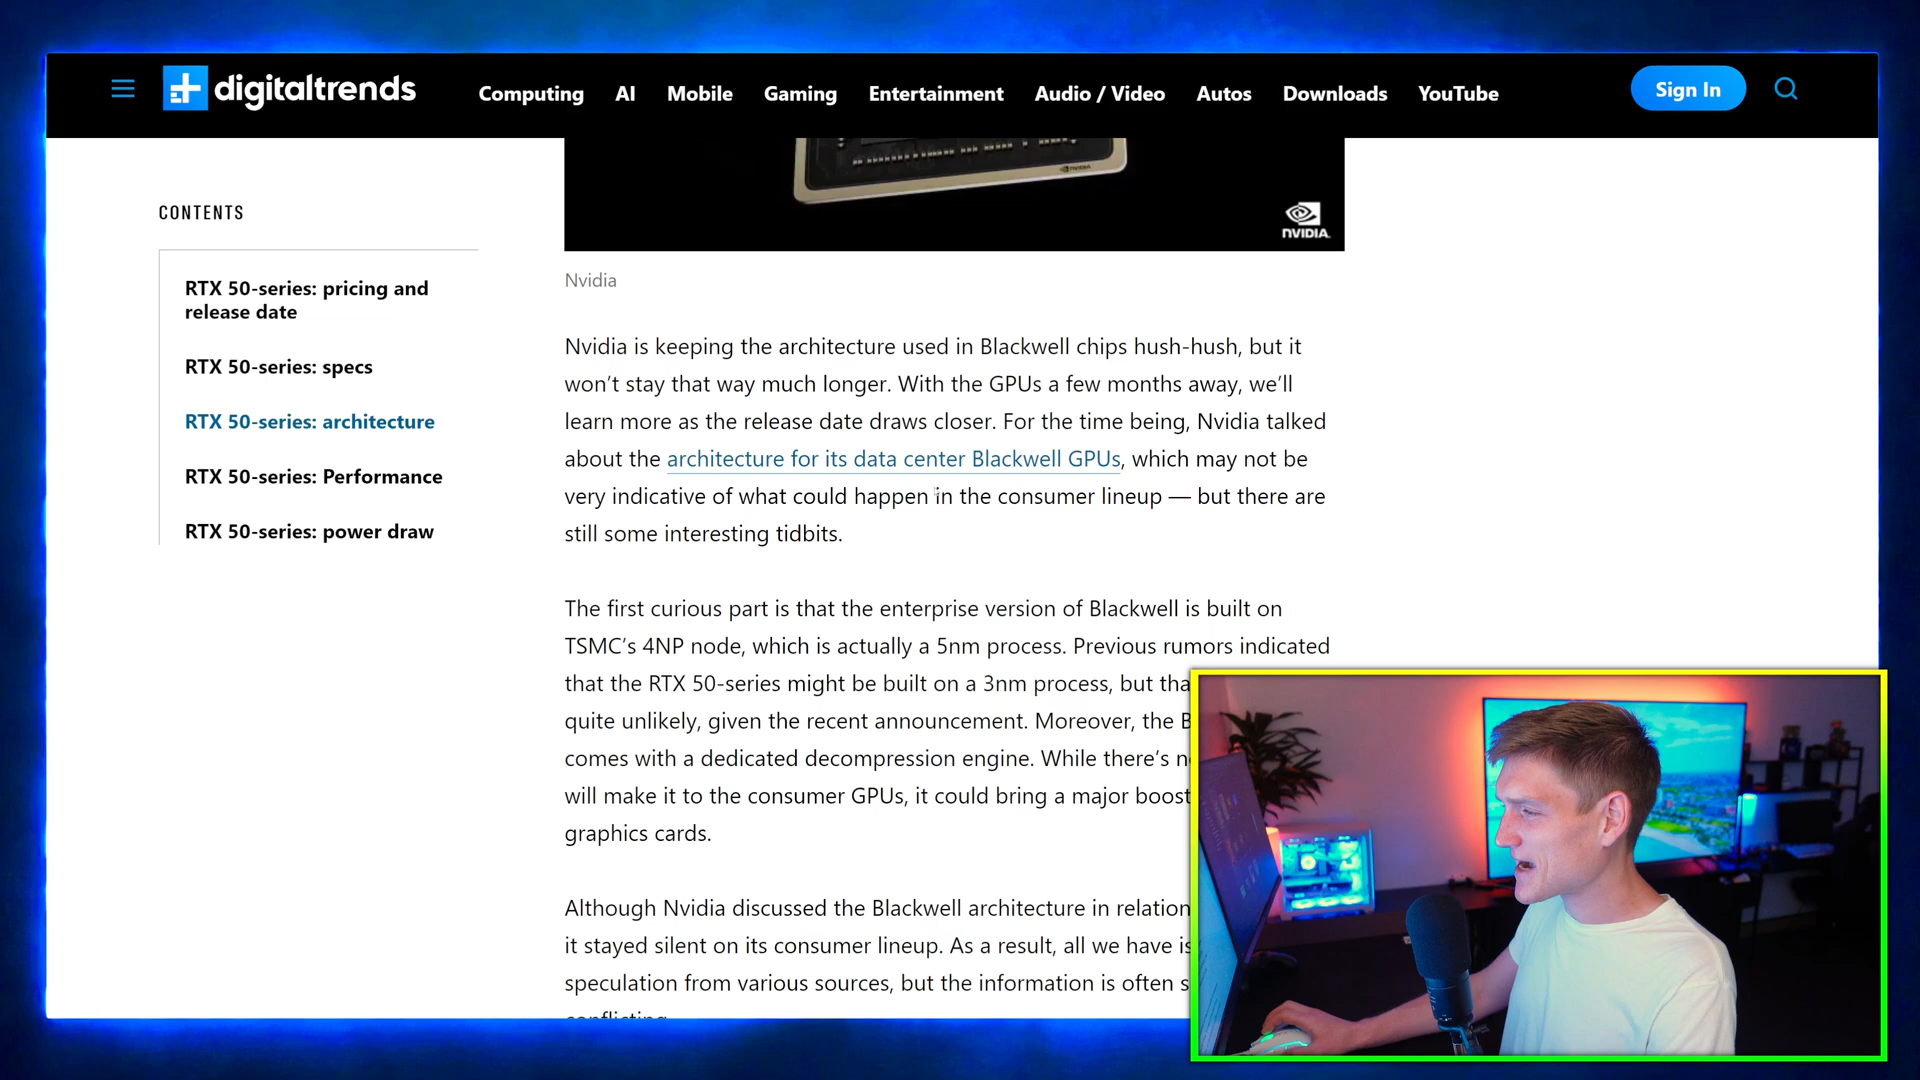 digitaltrends
Computing
AI
Mobile
Gaming
Entertainment
Audio / Video
Autos
Downloads
YouTube
Sign In
CONTENTS
RTX 50-series: pricing and
release date
RTX 50-series: specs
RTX 50-series: architecture
RTX 50-series: Performance
RTX 50-series: power draw
NVIDIA
NVIDIA.
Nvidia
Nvidia is keeping the architecture used in Blackwell chips hush-hush, but it
won’t stay that way much longer. With the GPUs a few months away, we’ll
learn more as the release date draws closer. For the time being, Nvidia talked
about the architecture for its data center Blackwell GPUs, which may not be
very indicative of what could happen in the consumer lineup — but there are
still some interesting tidbits.
The first curious part is that the enterprise version of Blackwell is built on
TSMC’s 4NP node, which is actually a 5nm process. Previous rumors indicated
that the RTX 50-series might be built on a 3nm process, but tha
quite unlikely, given the recent announcement. Moreover, the B
comes with a dedicated decompression engine. While there’s n
will make it to the consumer GPUs, it could bring a major boost
graphics cards.
Although Nvidia discussed the Blackwell architecture in relation
it stayed silent on its consumer lineup. As a result, all we have is
speculation from various sources, but the information is often s
conflicting.